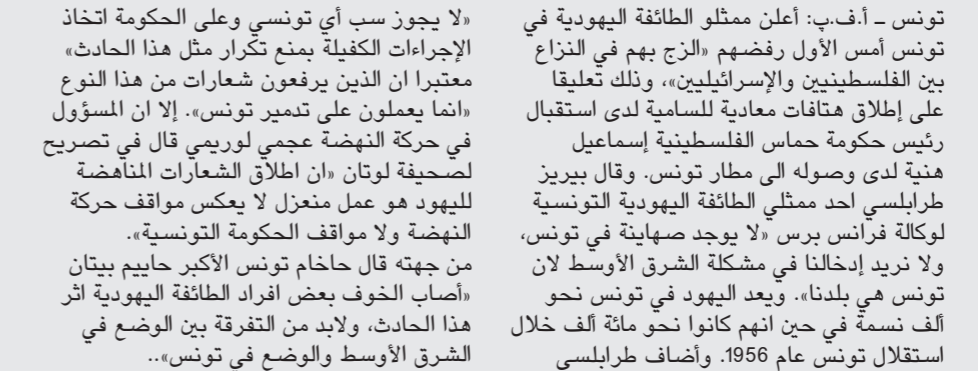 تونس ـ أ.ف.پ: أعلن ممثلو الطائفة اليهودية في
تونس أمس الأول رفضهم «الزج بهم في النزاع
بين الفلسطينيين والإسرائيليين»، وذلك تعليقا
على إطلاق هتافات معادية للسامية لدى استقبال
رئيس حكومة حماس الفلسطينية إسماعيل
هنية لدى وصوله الى مطار تونس. وقال بيريز
طرابلسي احد ممثلي الطائفة اليهودية التونسية
لوكالة فرانس برس «لا يوجد صهاينة في تونس،
ولا نريد إدخالنا في مشكلة الشرق الأوسط لان
تونس هي بلدنا». ويعد اليهود في تونس نحو
ألف نسمة في حين انهم كانوا نحو مائة ألف خلال
استقلال تونس عام 1956. وأضاف طرابلسي
«لا يجوز سب أي تونسي وعلى الحكومة اتخاذ
الإجراءات الكفيلة بمنع تكرار مثل هذا الحادث»
معتبرا ان الذين يرفعون شعارات من هذا النوع
«انما يعملون على تدمير تونس». إلا ان المسؤول
في حركة النهضة عجمي لوريمي قال في تصريح
لصحيفة لوتان «ان اطلاق الشعارات المناهضة
لليهود هو عمل منعزل لا يعكس مواقف حركة
النهضة ولا مواقف الحكومة التونسية».
من جهته قال حاخام تونس الأكبر حاييم بيتان
«أصاب الخوف بعض افراد الطائفة اليهودية اثر
هذا الحادث، ولابد من التفرقة بين الوضع في
الشرق الأوسط والوضع في تونس»..